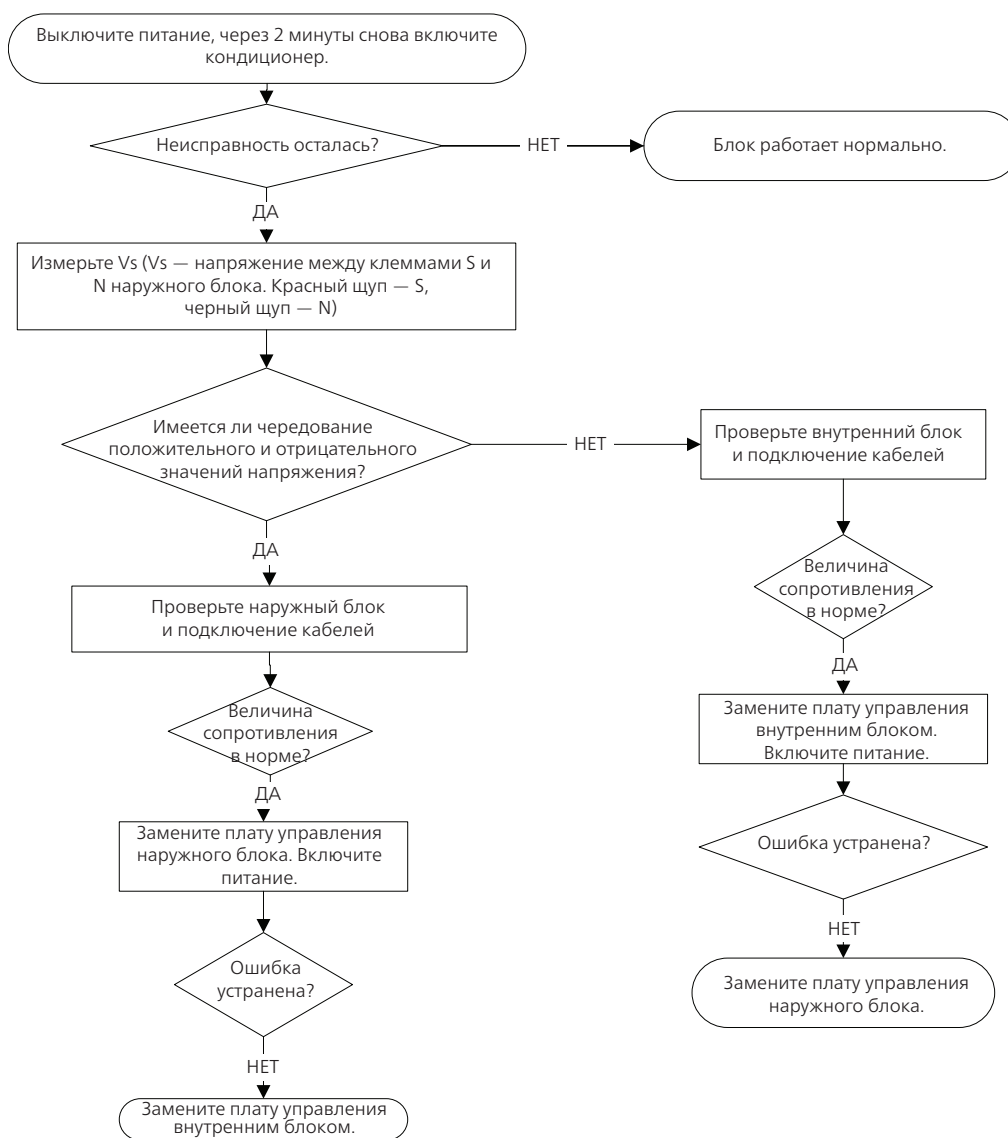 Выключите питание, через 2 минуты снова включите
кондиционер.
Неисправность осталась?
НЕТ
Блок работает нормально.
ДА
Измерьте Vs (Vs — напряжение между клеммами S и
N наружного блока. Красный щуп — S,
черный щуп — N)
Имеется ли чередование
положительного и отрицательного
значений напряжения?
НЕТ
Проверьте внутренний блок
и подключение кабелей
ДА
Величина
сопротивления
в норме?
Проверьте наружный блок
и подключение кабелей
ДА
Величина
сопротивления
в норме?
Замените плату управления
внутренним блоком.
Включите питание.
ДА
Замените плату управления
наружного блока. Включите
питание.
Ошибка устранена?
НЕТ
Ошибка
устранена?
Замените плату управления
наружного блока.
НЕТ
Замените плату управления
внутренним блоком.